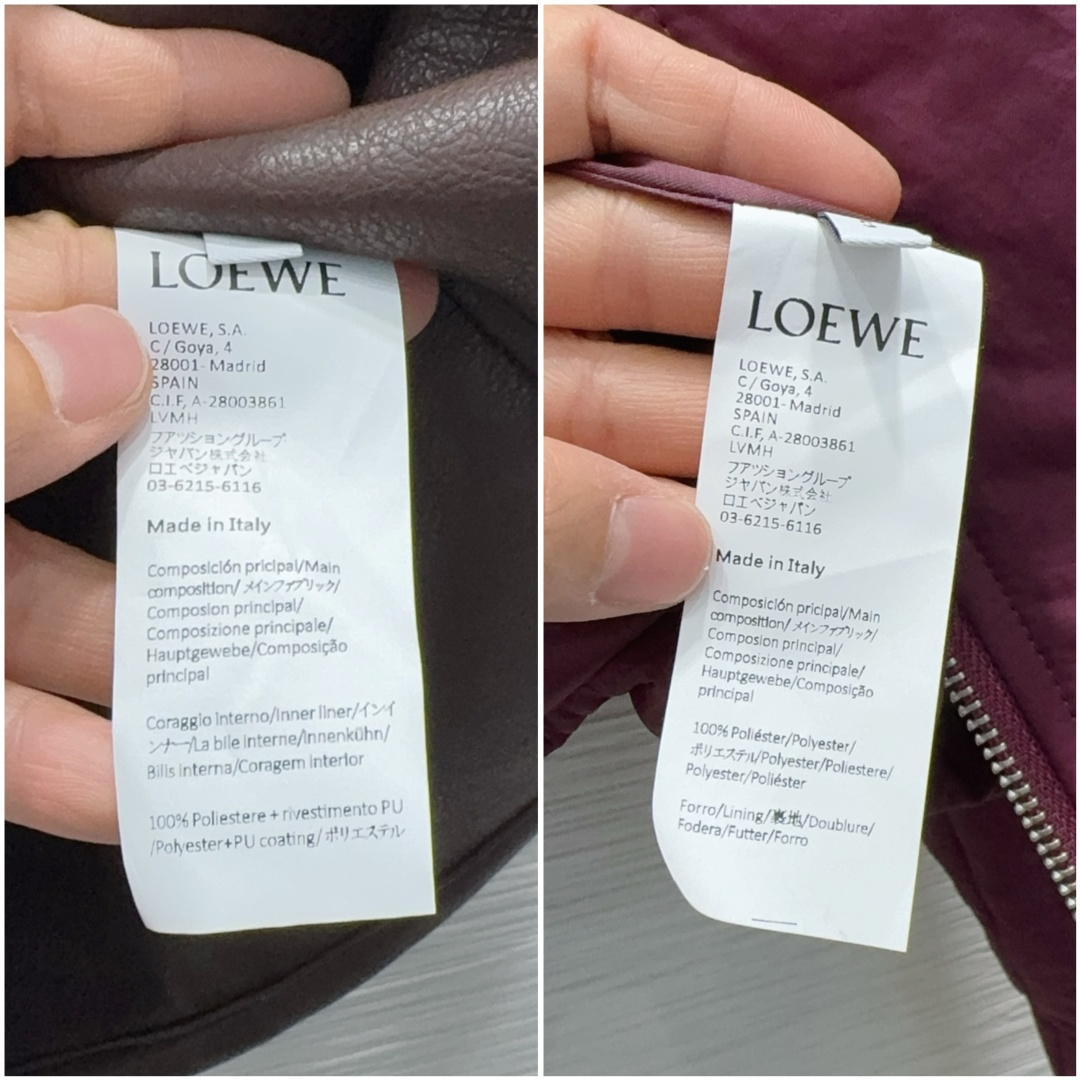 LOEWE
LOEWE, S.A.
C/ Goya, 4
28001- Madrid
SPAIN
C.I.F, A-28003861
LVMH
フアツショングループ
ジャパン株式会社
ロエベジャパン
03-6215-6116
Made in Italy
Composición pricipal/Main
composition/ メインファブリック/
Composion principal/
Composizione principale/
Hauptgewebe/Composição
principal
Coraggio interno/Inner liner/インイ
ンナー/La bile interne/Innenkühn/
Bilis interna/Coragem interior
100% Poliestere + rivestimento PU
/Polyester+PU coating/ポリエステル
LOEWE
LOEWE, S.A.
C/ Goya, 4
28001- Madrid
SPAIN
C.I.F, A-28003861
LVMH
フアツショングループ
ジャパン株式会社
ロエベジャパン
03-6215-6116
Made in Italy
Composición pricipal/Main
composition/ メインファブリック/
Composion principal/
Composizione principale/
Hauptgewebe/Composição
principal
100% Poliéster/Polyester/
ポリエステル/Polyester/Poliestere/
Polyester/Poliéster
Forro/Lining/裏地/Doublure/
Fodera/Futter/Forro